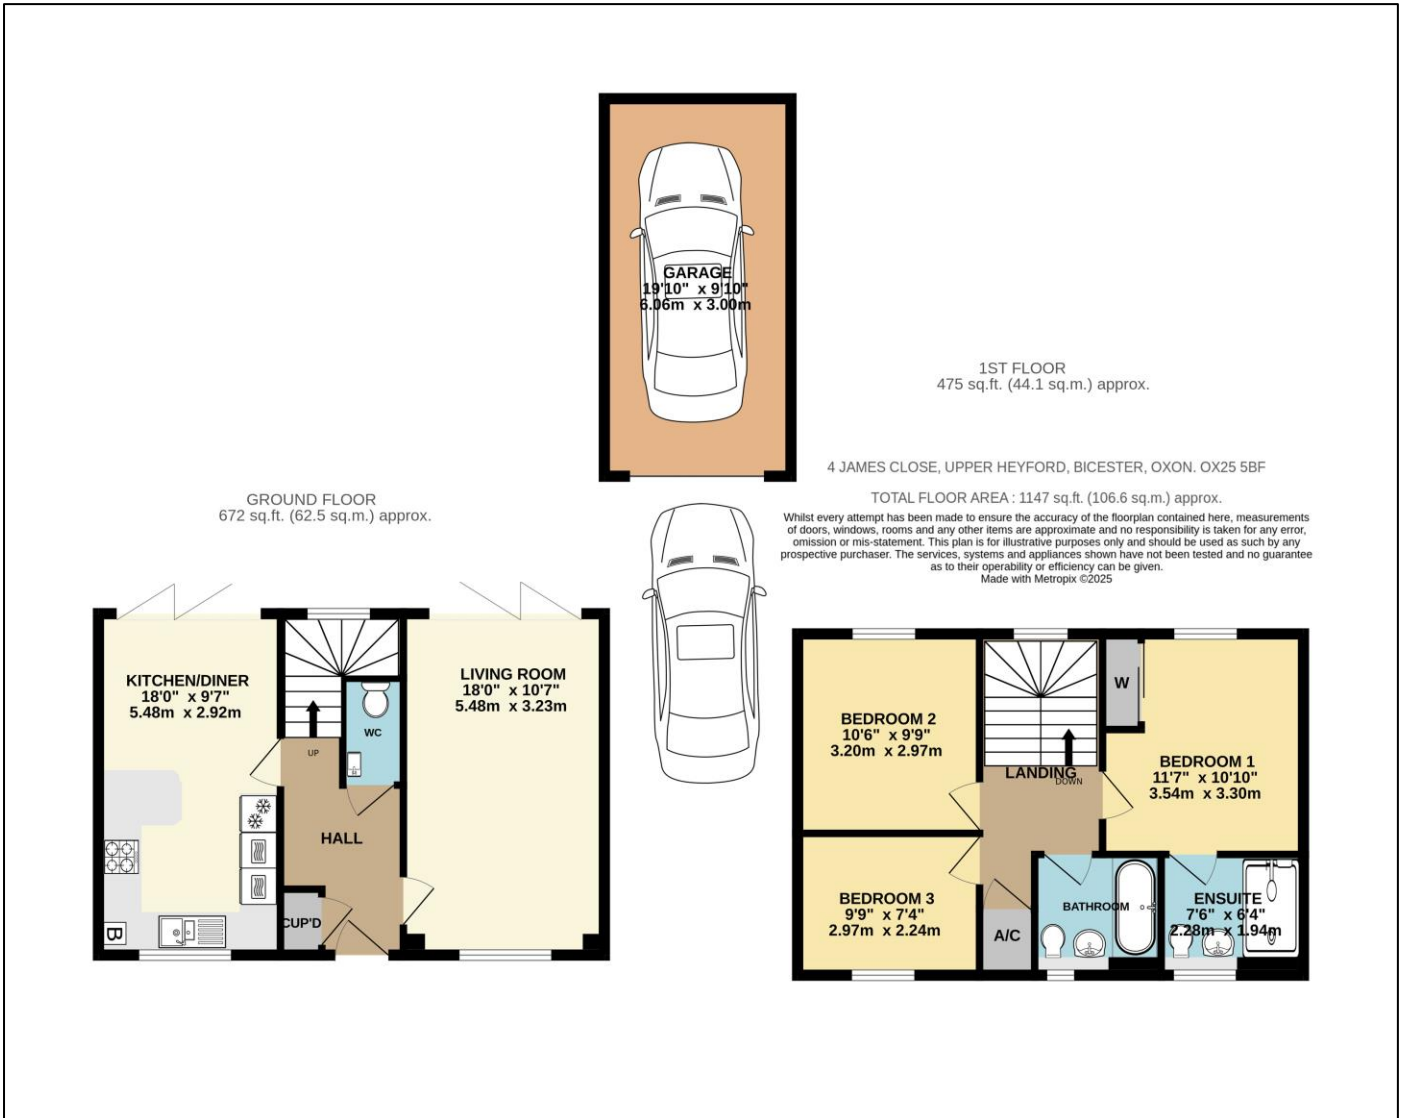 GARAGE
19'10" x 9'10"
6.06m x 3.00m
1ST FLOOR
475 sq.ft. (44.1 sq.m.) approx.
4 JAMES CLOSE, UPPER HEYFORD, BICESTER, OXON. OX25 5BF
TOTAL FLOOR AREA : 1147 sq.ft. (106.6 sq.m.) approx.
Whilst every attempt has been made to ensure the accuracy of the floorplan contained here, measurements
of doors, windows, rooms and any other items are approximate and no responsibility is taken for any error,
omission or mis-statement. This plan is for illustrative purposes only and should be used as such by any
prospective purchaser. The services, systems and appliances shown have not been tested and no guarantee
as to their operability or efficiency can be given.
Made with Metropix ©2025
GROUND FLOOR
672 sq.ft. (62.5 sq.m.) approx.
KITCHEN/DINER
18'0" x 9'7"
5.48m x 2.92m
LIVING ROOM
18'0" x 10'7"
5.48m x 3.23m
WC
UP
HALL
CUP'D
B
W
BEDROOM 2
10'6" x 9'9"
3.20m x 2.97m
LANDING
DOWN
BEDROOM 1
11'7" x 10'10"
3.54m x 3.30m
BEDROOM 3
9'9" x 7'4"
2.97m x 2.24m
A/C
BATHROOM
ENSUITE
7'6" x 6'4"
2.28m x 1.94m